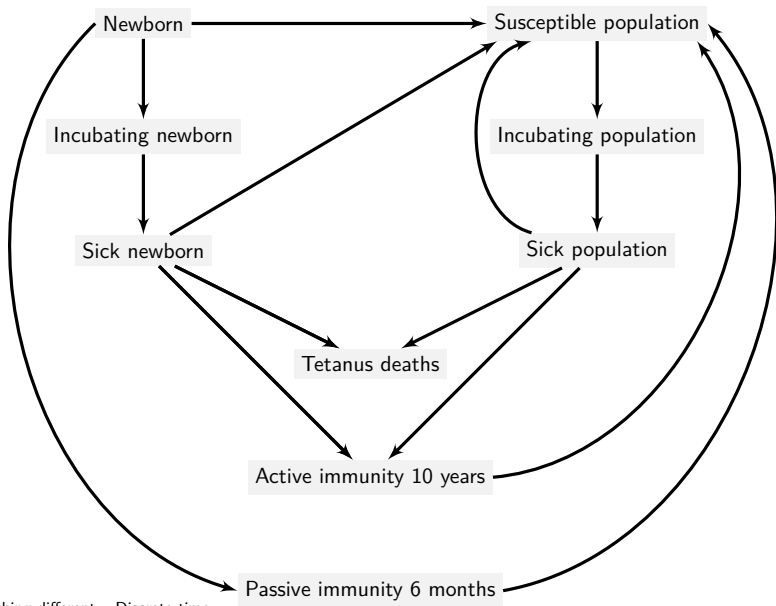 Newborn
Susceptible population
Incubating newborn
Incubating population
Sick newborn
Sick population
Tetanus deaths
Active immunity 10 years
Passive immunity 6 months
different – Discrete time